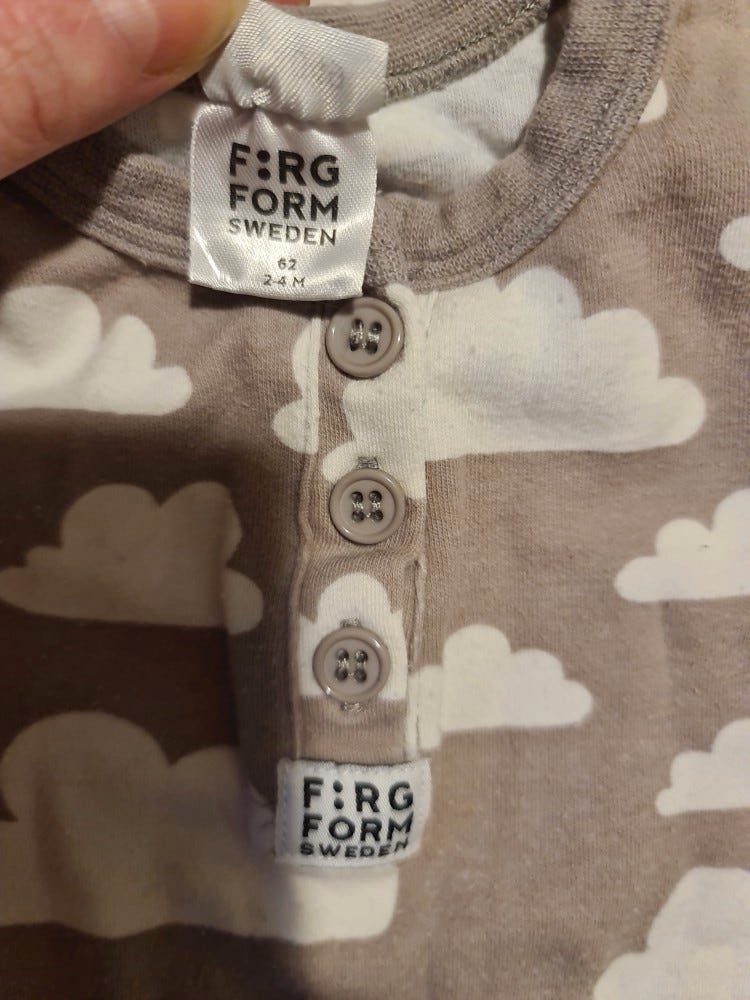 F:RG
FORM
SWEDEN
62
2-4 M
F:RG
FORM
SWEDEN